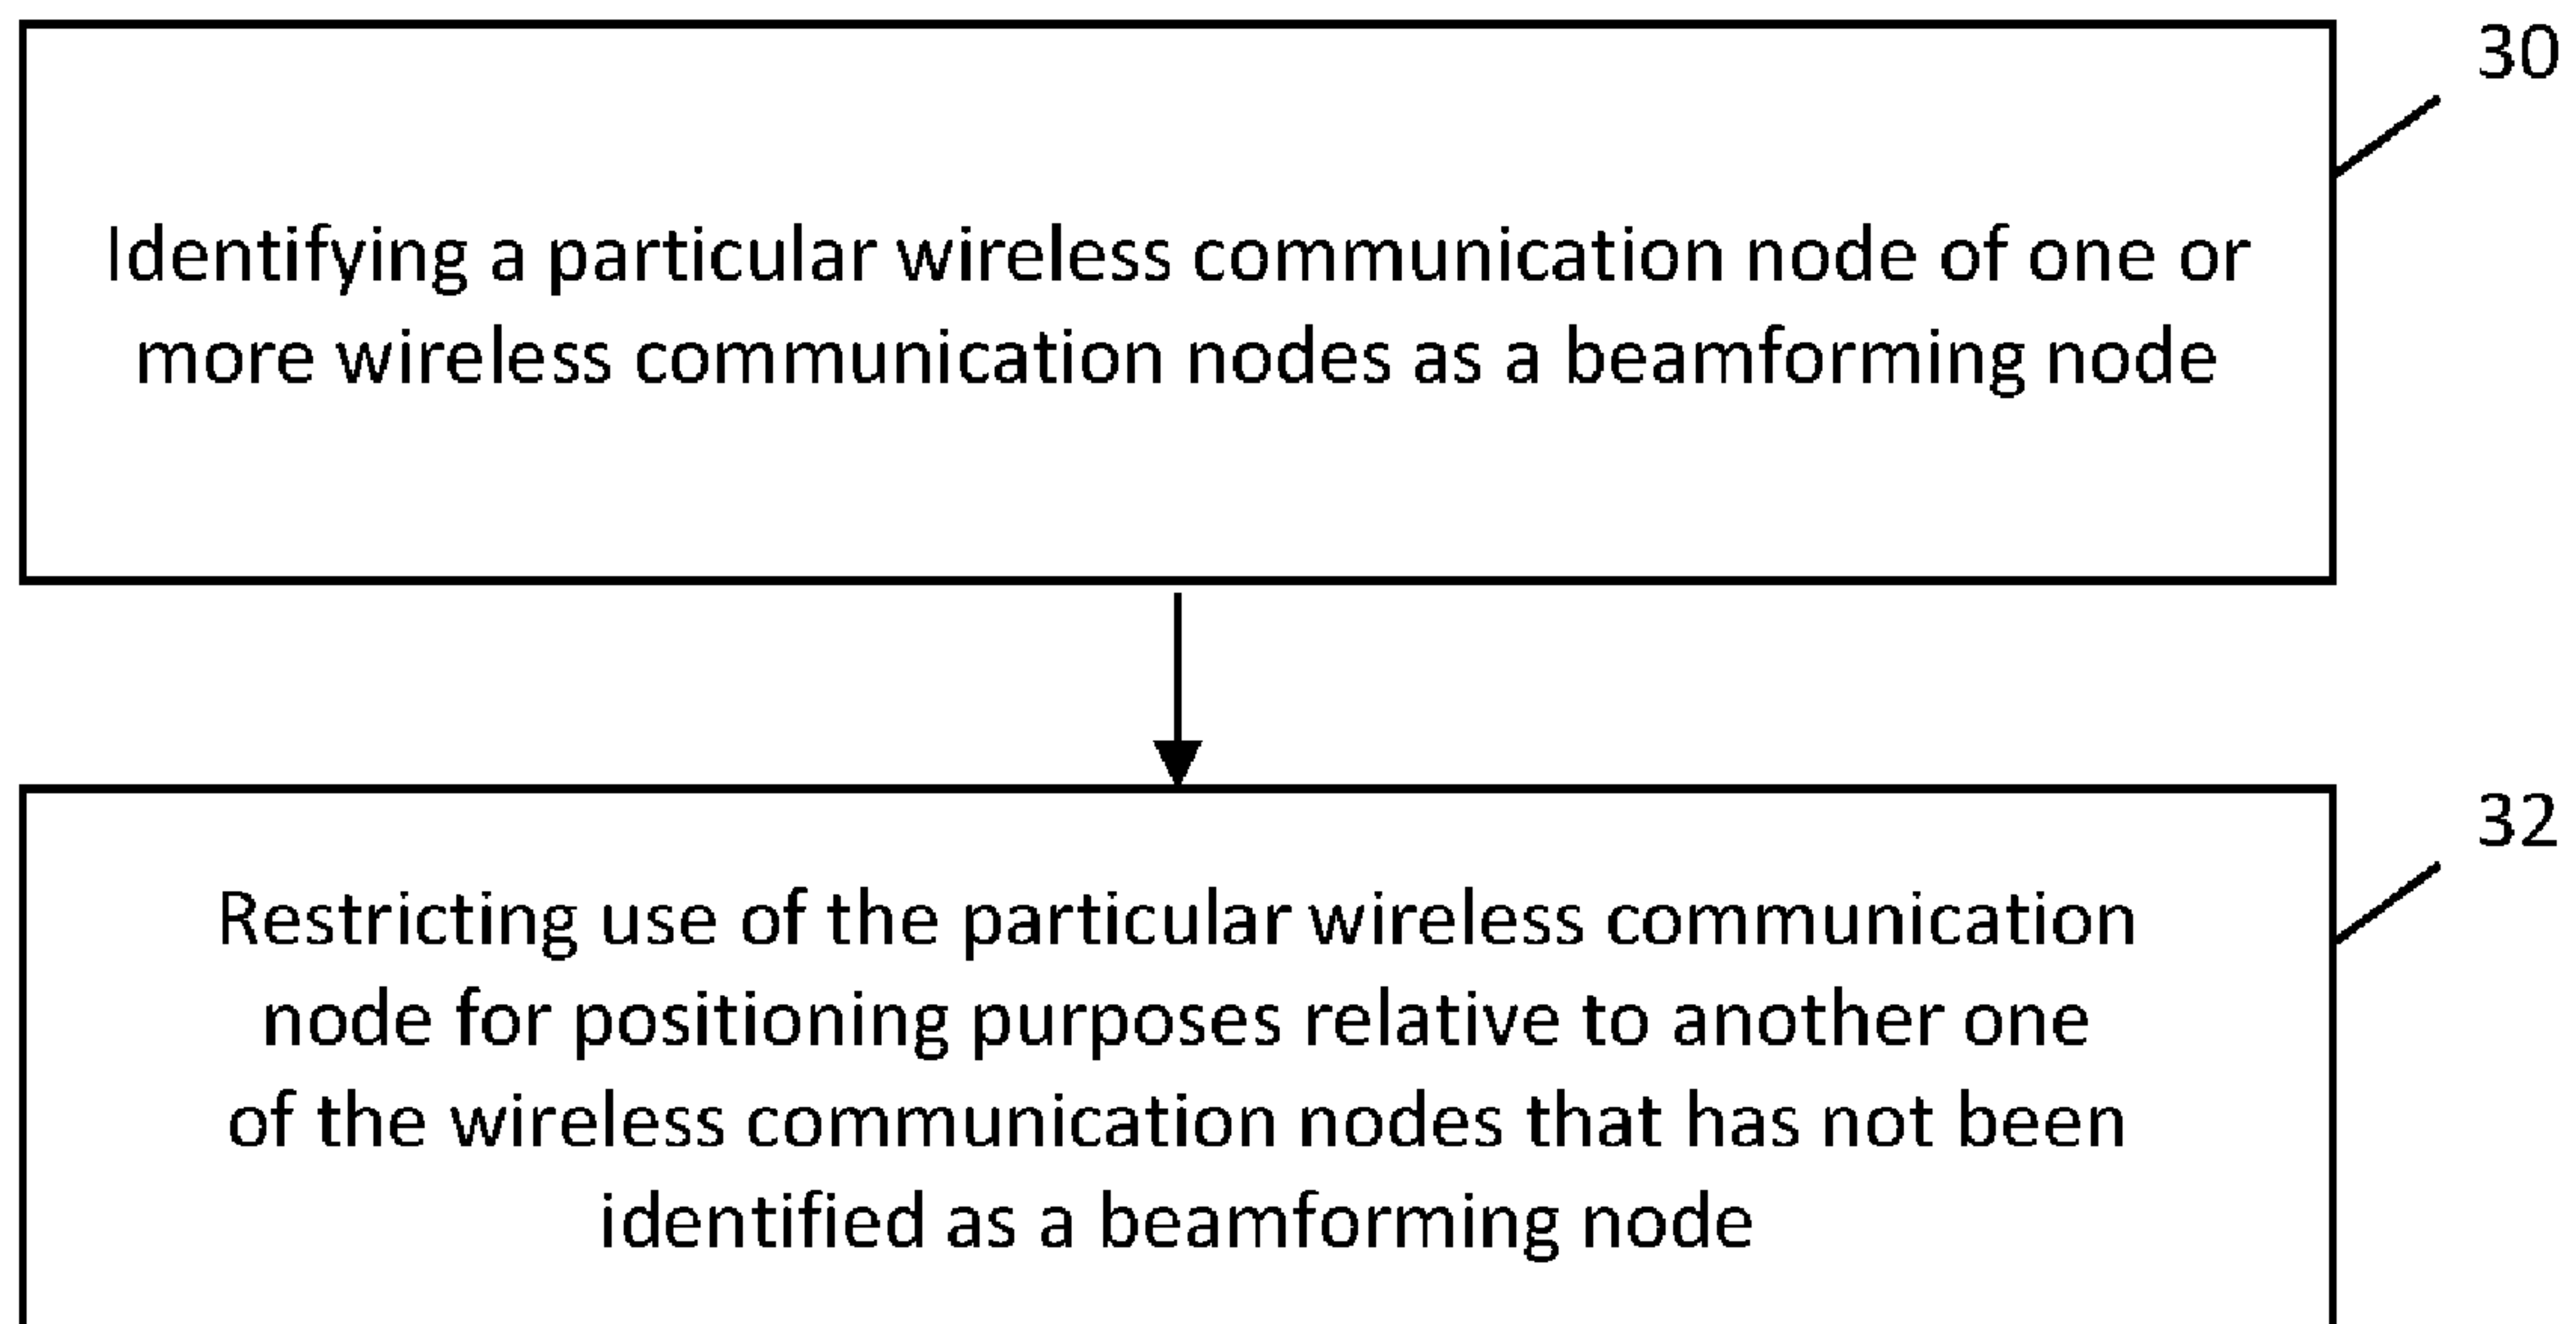 30
Identifying a particular wireless communication node of one or
more wireless communication nodes as a beamforming node
32
Restricting use of the particular wireless communication
node for positioning purposes relative to another one
of the wireless communication nodes that has not been
identified as a beamforming node